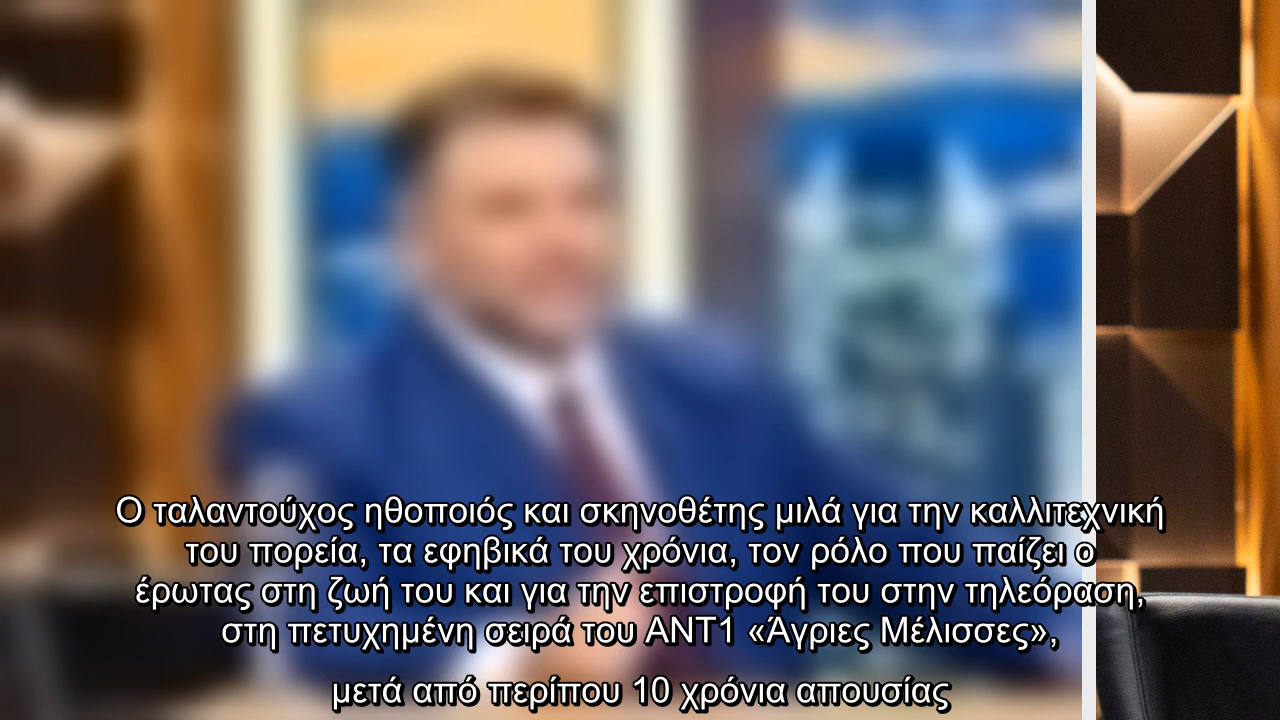 Ο ταλαντούχος ηθοποιός και σκηνοθέτης μιλά για την καλλιτεχνική
του πορεία, τα εφηβικά του χρόνια, τον ρόλο που παίζει ο
έρωτας στη ζωή του και για την επιστροφή του στην τηλεόραση,
στη πετυχημένη σειρά του ΑΝΤ1 «Άγριες Μέλισσες»,
μετά από περίπου 10 χρόνια απουσίας